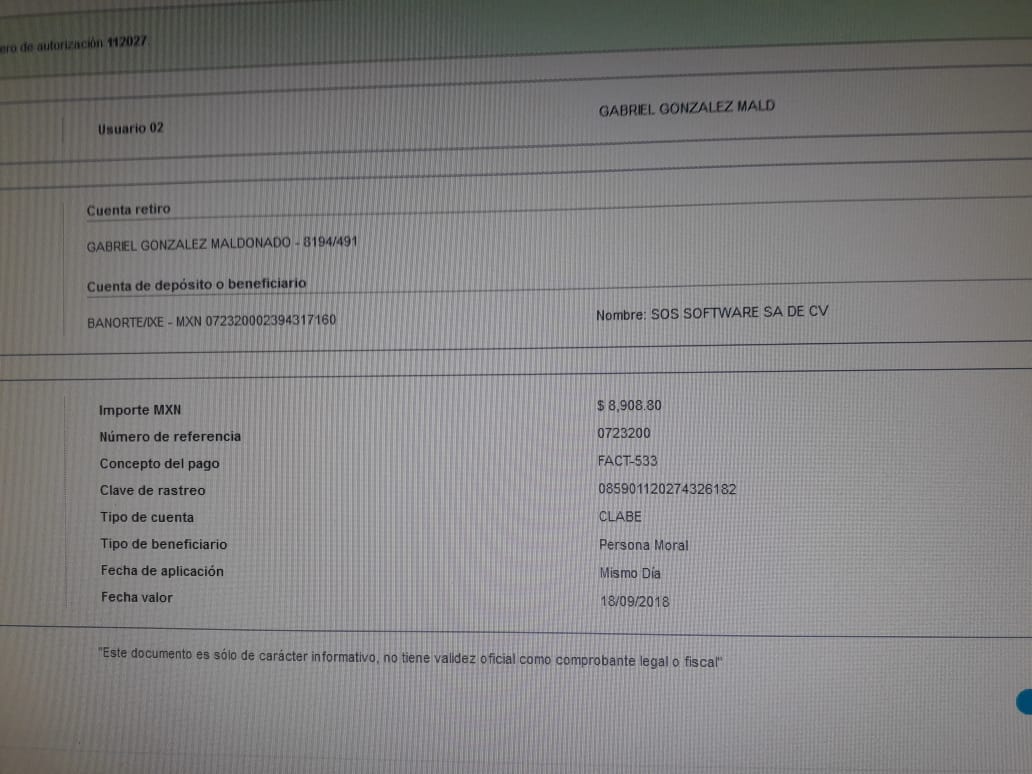 ero de autorización 112027
Usuario 02 GABRIEL GONZALEZ MALD
Cuenta retiro
GABRIEL GONZALEZ MALDONADO - 8194/491
Cuenta de depósito o beneficiario
BANORTE/IXE - MXN 072320002394317160 Nombre: SOS SOFTWARE SA DE CV
Importe MXN $ 8,908.80
Número de referencia 0723200
Concepto del pago FACT-533
Clave de rastreo 085901120274326182
Tipo de cuenta CLABE
Tipo de beneficiario Persona Moral
Fecha de aplicación Mismo Día
Fecha valor 18/09/2018
"Este documento es sólo de carácter informativo, no tiene validez oficial como comprobante legal o fiscal"